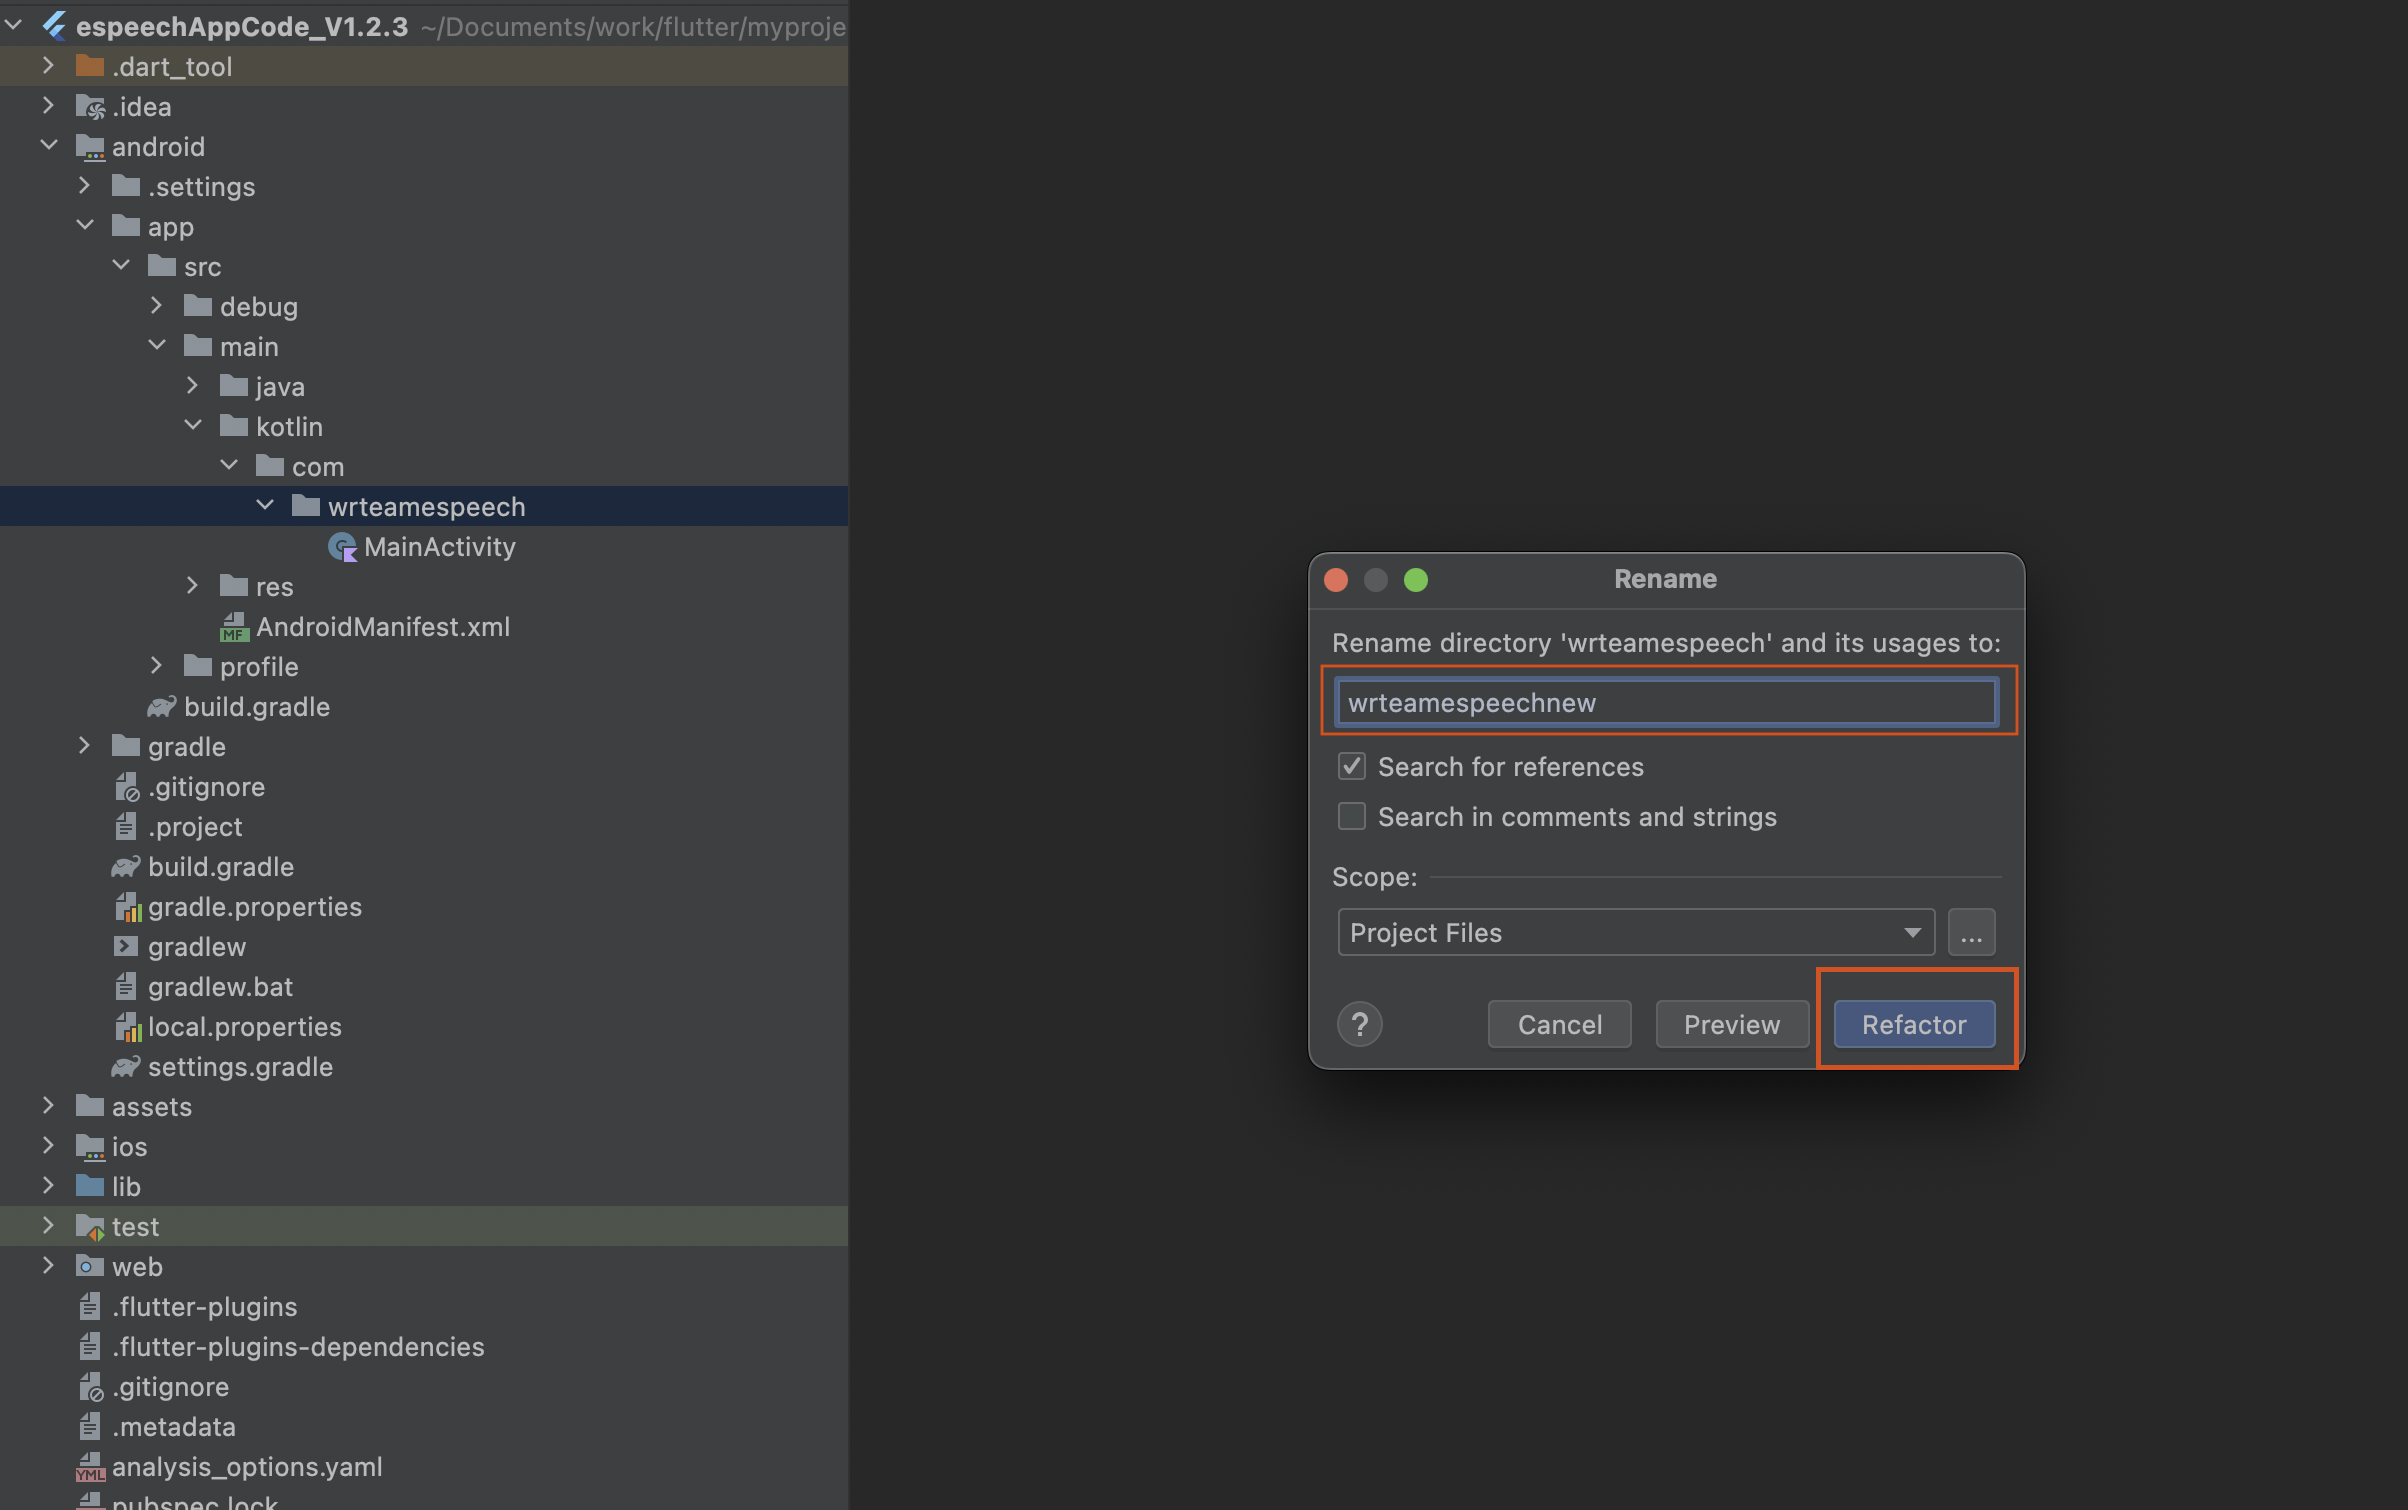 espeechAppCode_V1.2.3 ~/Documents/work/flutter/myproje
.dart_tool
.idea
android
.settings
app
src
debug
main
java
kotlin
com
wrteamespeech
MainActivity
res
MF AndroidManifest.xml
profile
build.gradle
gradle
.gitignore
.project
build.gradle
gradle.properties
gradlew
gradlew.bat
local.properties
settings.gradle
assets
ios
lib
test
web
.flutter-plugins
.flutter-plugins-dependencies
.gitignore
.metadata
YML analysis_options.yaml
pubspec.lock
Rename
Rename directory 'wrteamespeech' and its usages to:
wrteamespeechnew
Search for references
Search in comments and strings
Scope:
Project Files ...
? Cancel Preview Refactor